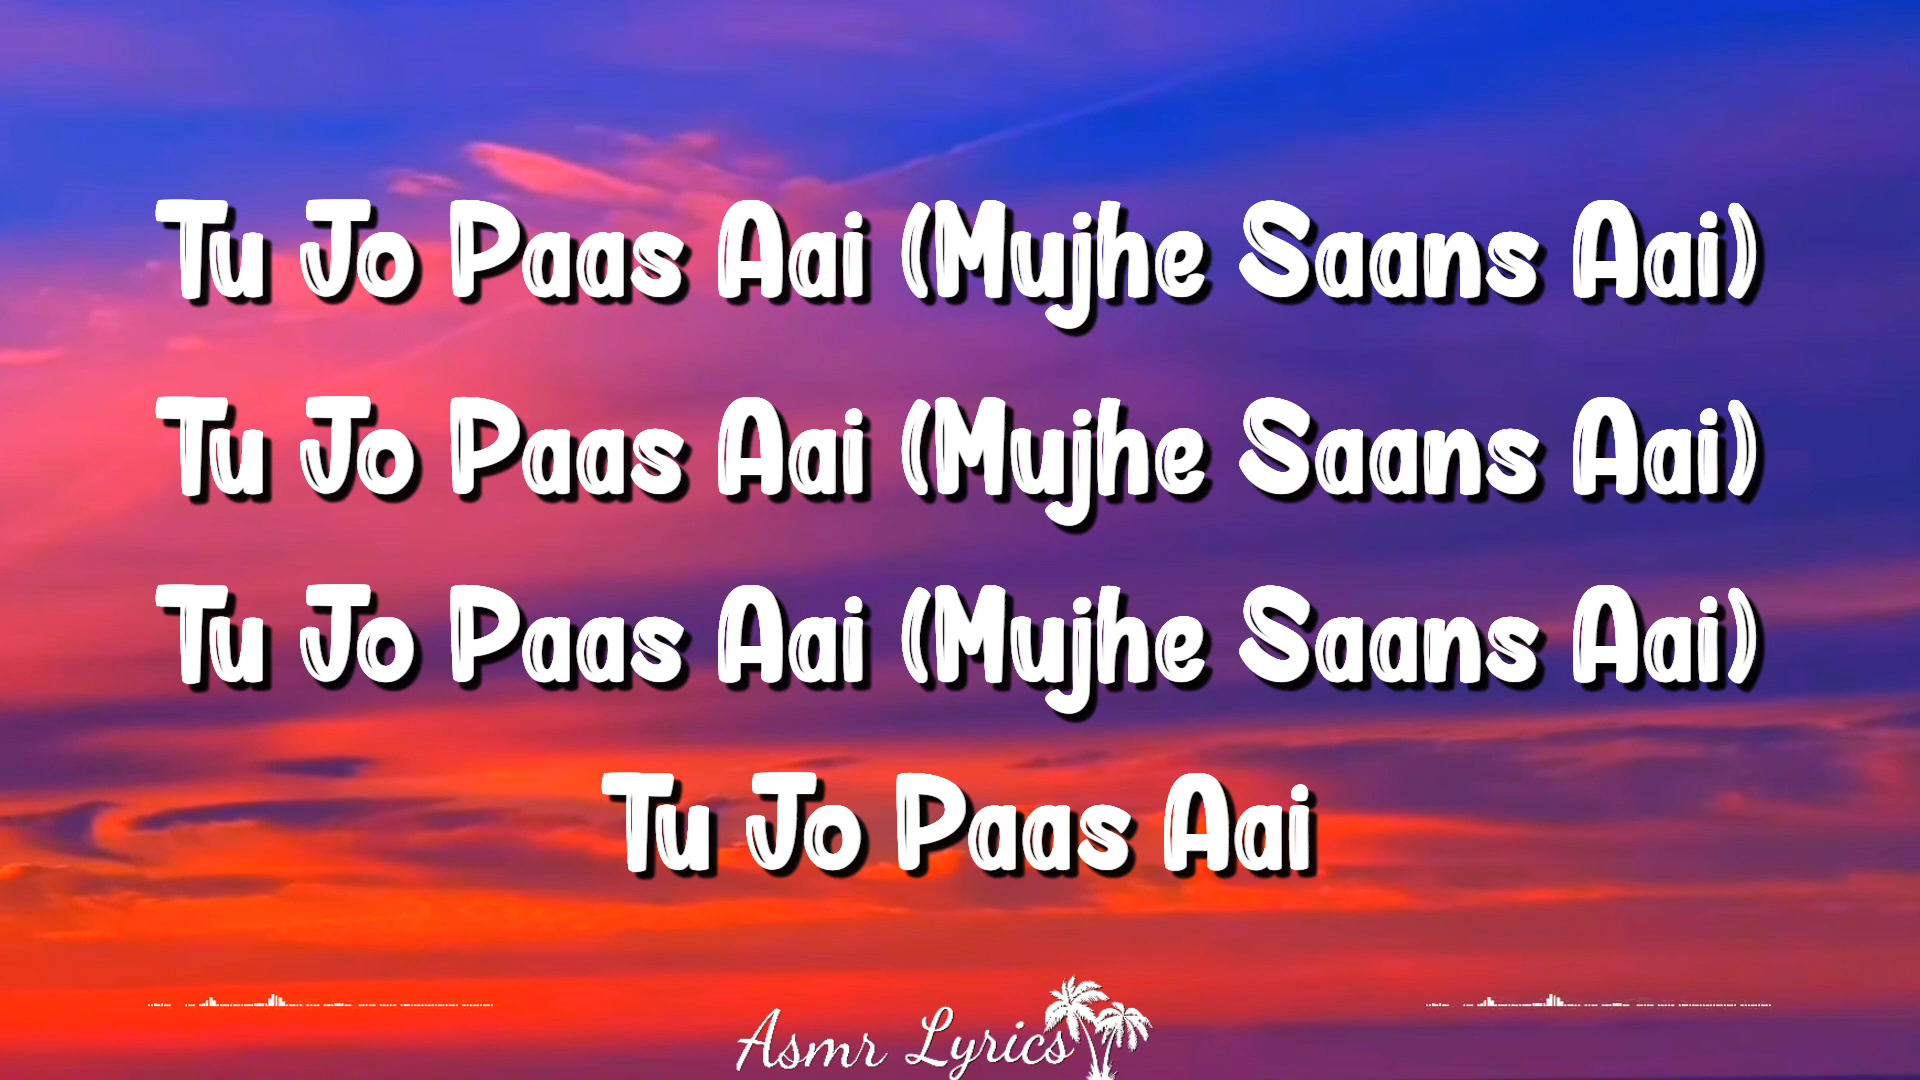 Tu Jo Paas Aai (Mujhe Saans Aai)
Tu Jo Paas Aai (Mujhe Saans Aai)
Tu Jo Paas Aai (Mujhe Saans Aai)
Tu Jo Paas Aai
Asmr Lyrics